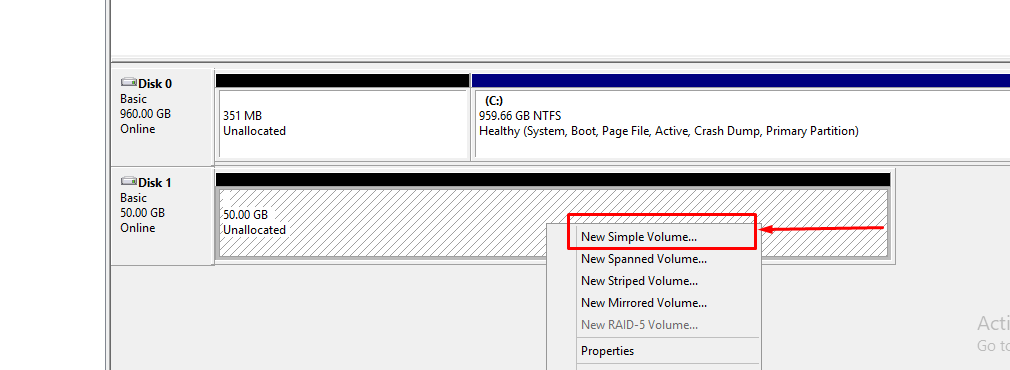 Disk 0
Basic
960.00 GB
Online
351 MB
Unallocated
(C:)
959.66 GB NTFS
Healthy (System, Boot, Page File, Active, Crash Dump, Primary Partition)
Disk 1
Basic
50.00 GB
Online
50.00 GB
Unallocated
New Simple Volume...
New Spanned Volume...
New Striped Volume...
New Mirrored Volume...
New RAID-5 Volume...
Properties
Acti
Go to